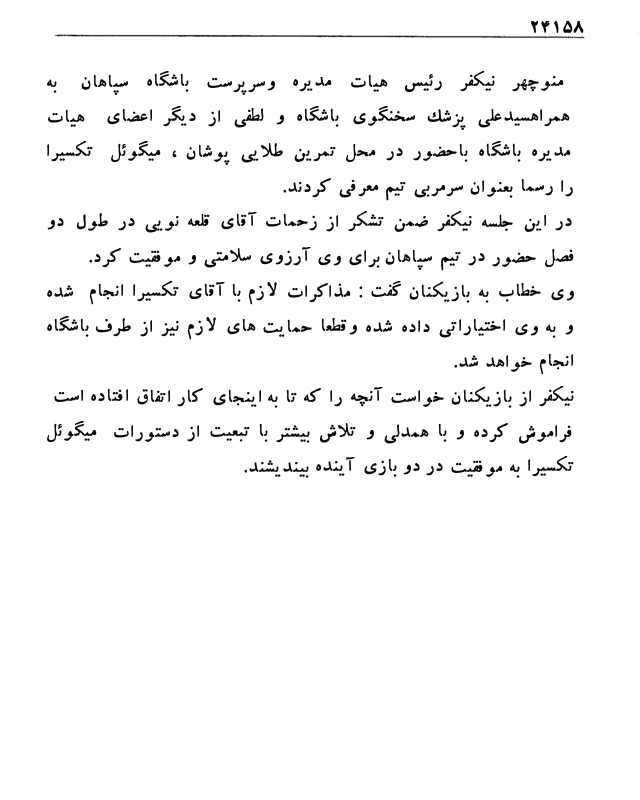 ۲۴۱۵۸
منوچهر نیکفر رئیس هیات مدیره وسرپرست باشگاه سپاهان به
همراهسیدعلی پزشك سخنگوی باشگاه و لطفی از دیگر اعضای هیات
مدیره باشگاه باحضور در محل تمرین طلایی پوشان ، میگوئل تکسیرا
را رسما بعنوان سرمربی تیم معرفی کردند.
در این جلسه نیکفر ضمن تشکر از زحمات آقای قلعه نویی در طول دو
فصل حضور در تیم سپاهان برای وی آرزوی سلامتی و موفقیت کرد.
وی خطاب به بازیکنان گفت : مذاکرات لازم با آقای تکسیرا انجام شده
و به وی اختیاراتی داده شده وقطعا حمایت های لازم نیز از طرف باشگاه
انجام خواهد شد.
نیکفر از بازیکنان خواست آنچه را که تا به اینجای کار اتفاق افتاده است
فراموش کرده و با همدلی و تلاش بیشتر با تبعیت از دستورات میگوئل
تکسیرا به موفقیت در دو بازی آینده بیندیشند.